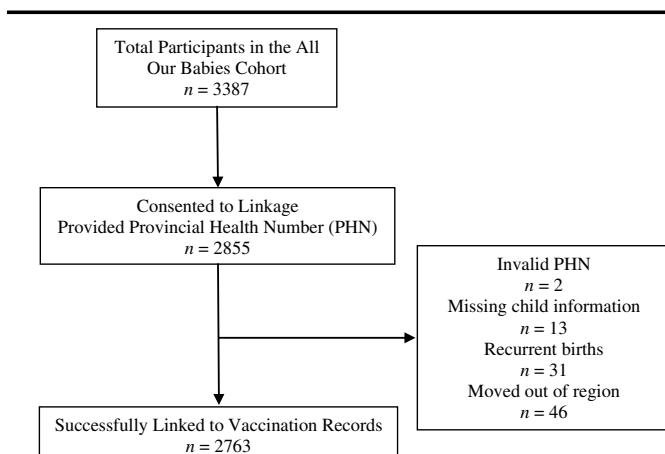 Total Participants in the All
Our Babies Cohort
n = 3387
Consented to Linkage
Provided Provincial Health Number (PHN)
n = 2855
Invalid PHN
n = 2
Missing child information
n = 13
Recurrent births
n = 31
Moved out of region
n = 46
Successfully Linked to Vaccination Records
n = 2763